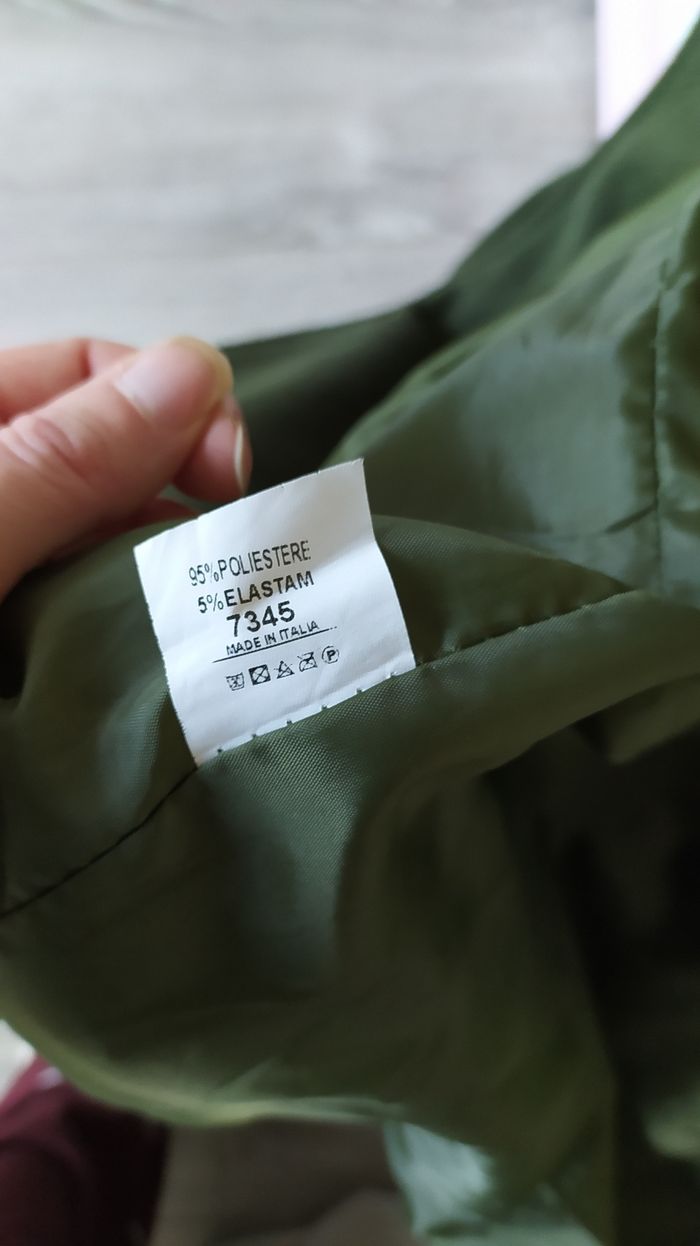 95%POLIESTERE
5%ELASTAM
7345
MADE IN ITALIA
P